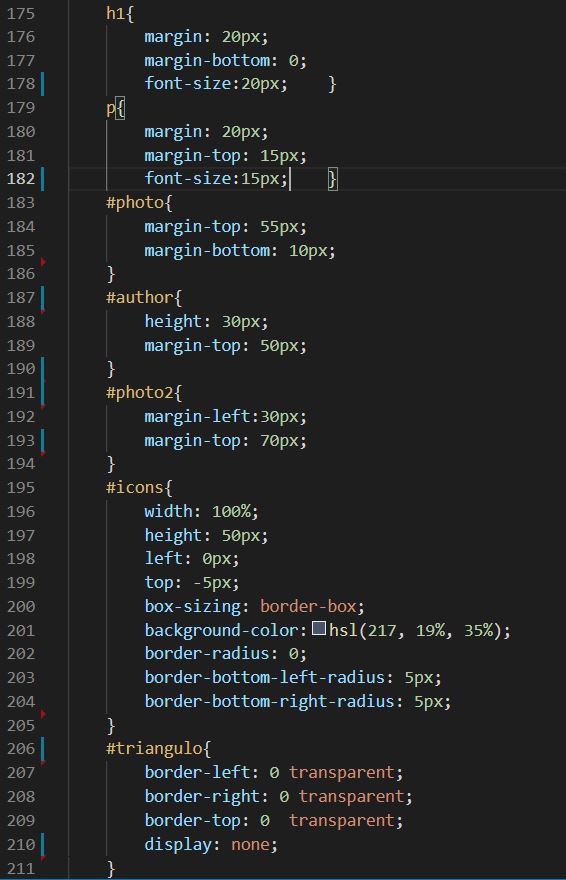 175 h1{
176 margin: 20px;
177 margin-bottom: 0;
178 font-size:20px;    }
179 p{
180 margin: 20px;
181 margin-top: 15px;
182 font-size:15px;    }
183 #photo{
184 margin-top: 55px;
185 margin-bottom: 10px;
186 }
187 #author{
188 height: 30px;
189 margin-top: 50px;
190 }
191 #photo2{
192 margin-left:30px;
193 margin-top: 70px;
194 }
195 #icons{
196 width: 100%;
197 height: 50px;
198 left: 0px;
199 top: -5px;
200 box-sizing: border-box;
201 background-color: hsl(217, 19%, 35%);
202 border-radius: 0;
203 border-bottom-left-radius: 5px;
204 border-bottom-right-radius: 5px;
205 }
206 #triangulo{
207 border-left: 0 transparent;
208 border-right: 0 transparent;
209 border-top: 0  transparent;
210 display: none;
211 }